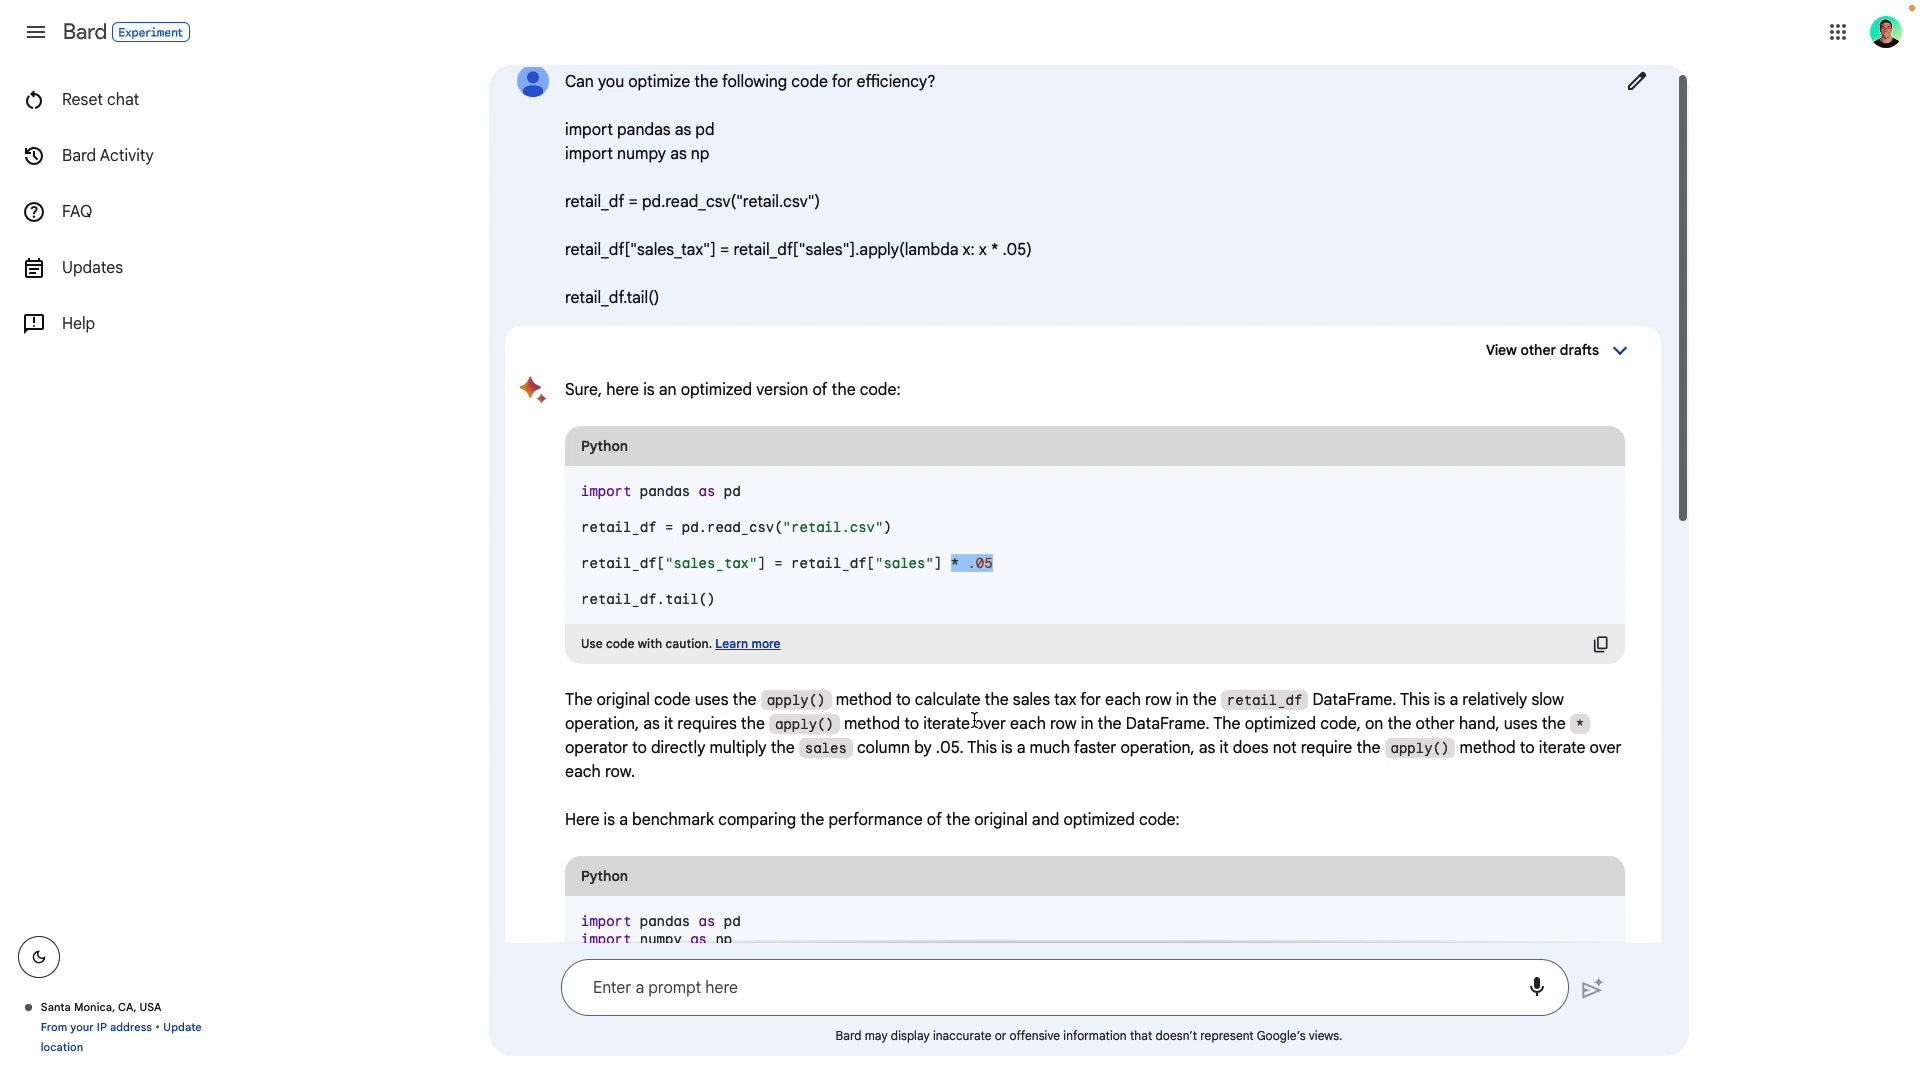 Bard Experiment
Reset chat
Bard Activity
FAQ
Updates
Help
Can you optimize the following code for efficiency?
import pandas as pd
import numpy as np
retail_df = pd.read_csv("retail.csv")
retail_df["sales_tax"] = retail_df["sales"].apply(lambda x: x * .05)
retail_df.tail()
View other drafts
Sure, here is an optimized version of the code:
Python
import pandas as pd
retail_df = pd.read_csv("retail.csv")
retail_df["sales_tax"] = retail_df["sales"] * .05
retail_df.tail()
Use code with caution. Learn more
The original code uses the apply() method to calculate the sales tax for each row in the retail_df DataFrame. This is a relatively slow
operation, as it requires the apply() method to iterate over each row in the DataFrame. The optimized code, on the other hand, uses the *
operator to directly multiply the sales column by .05. This is a much faster operation, as it does not require the apply() method to iterate over
each row.
Here is a benchmark comparing the performance of the original and optimized code:
Python
import pandas as pd
import numpy as np
Enter a prompt here
Bard may display inaccurate or offensive information that doesn't represent Google's views.
Santa Monica, CA, USA
From your IP address • Update
location